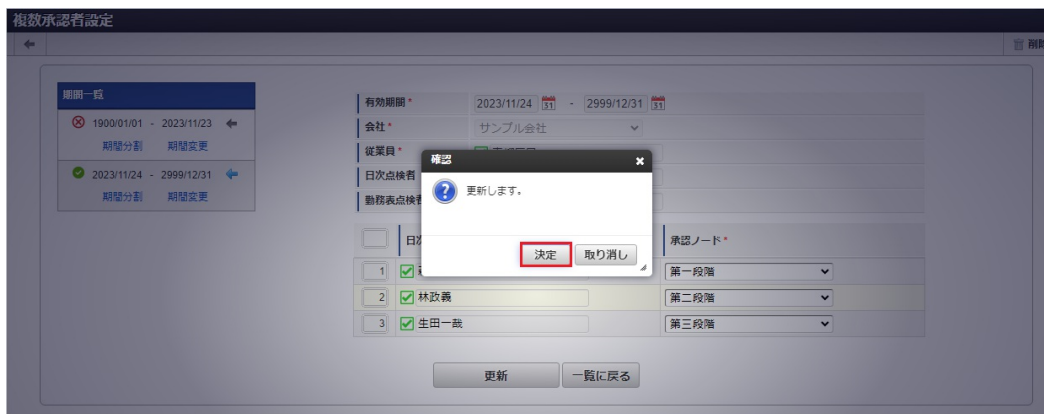 複数承認者設定
削除
期間一覧
1900/01/01 - 2023/11/23
期間分割 期間変更
2023/11/24 - 2999/12/31
期間分割 期間変更
有効期間* 2023/11/24 31 - 2999/12/31 31
会社* サンプル会社
従業員*
日次点検者
勤務表点検者
確認
更新します。
決定 取り消し
承認ノード*
1 第一段階
2 林政義 第二段階
3 生田一哉 第三段階
更新 一覧に戻る